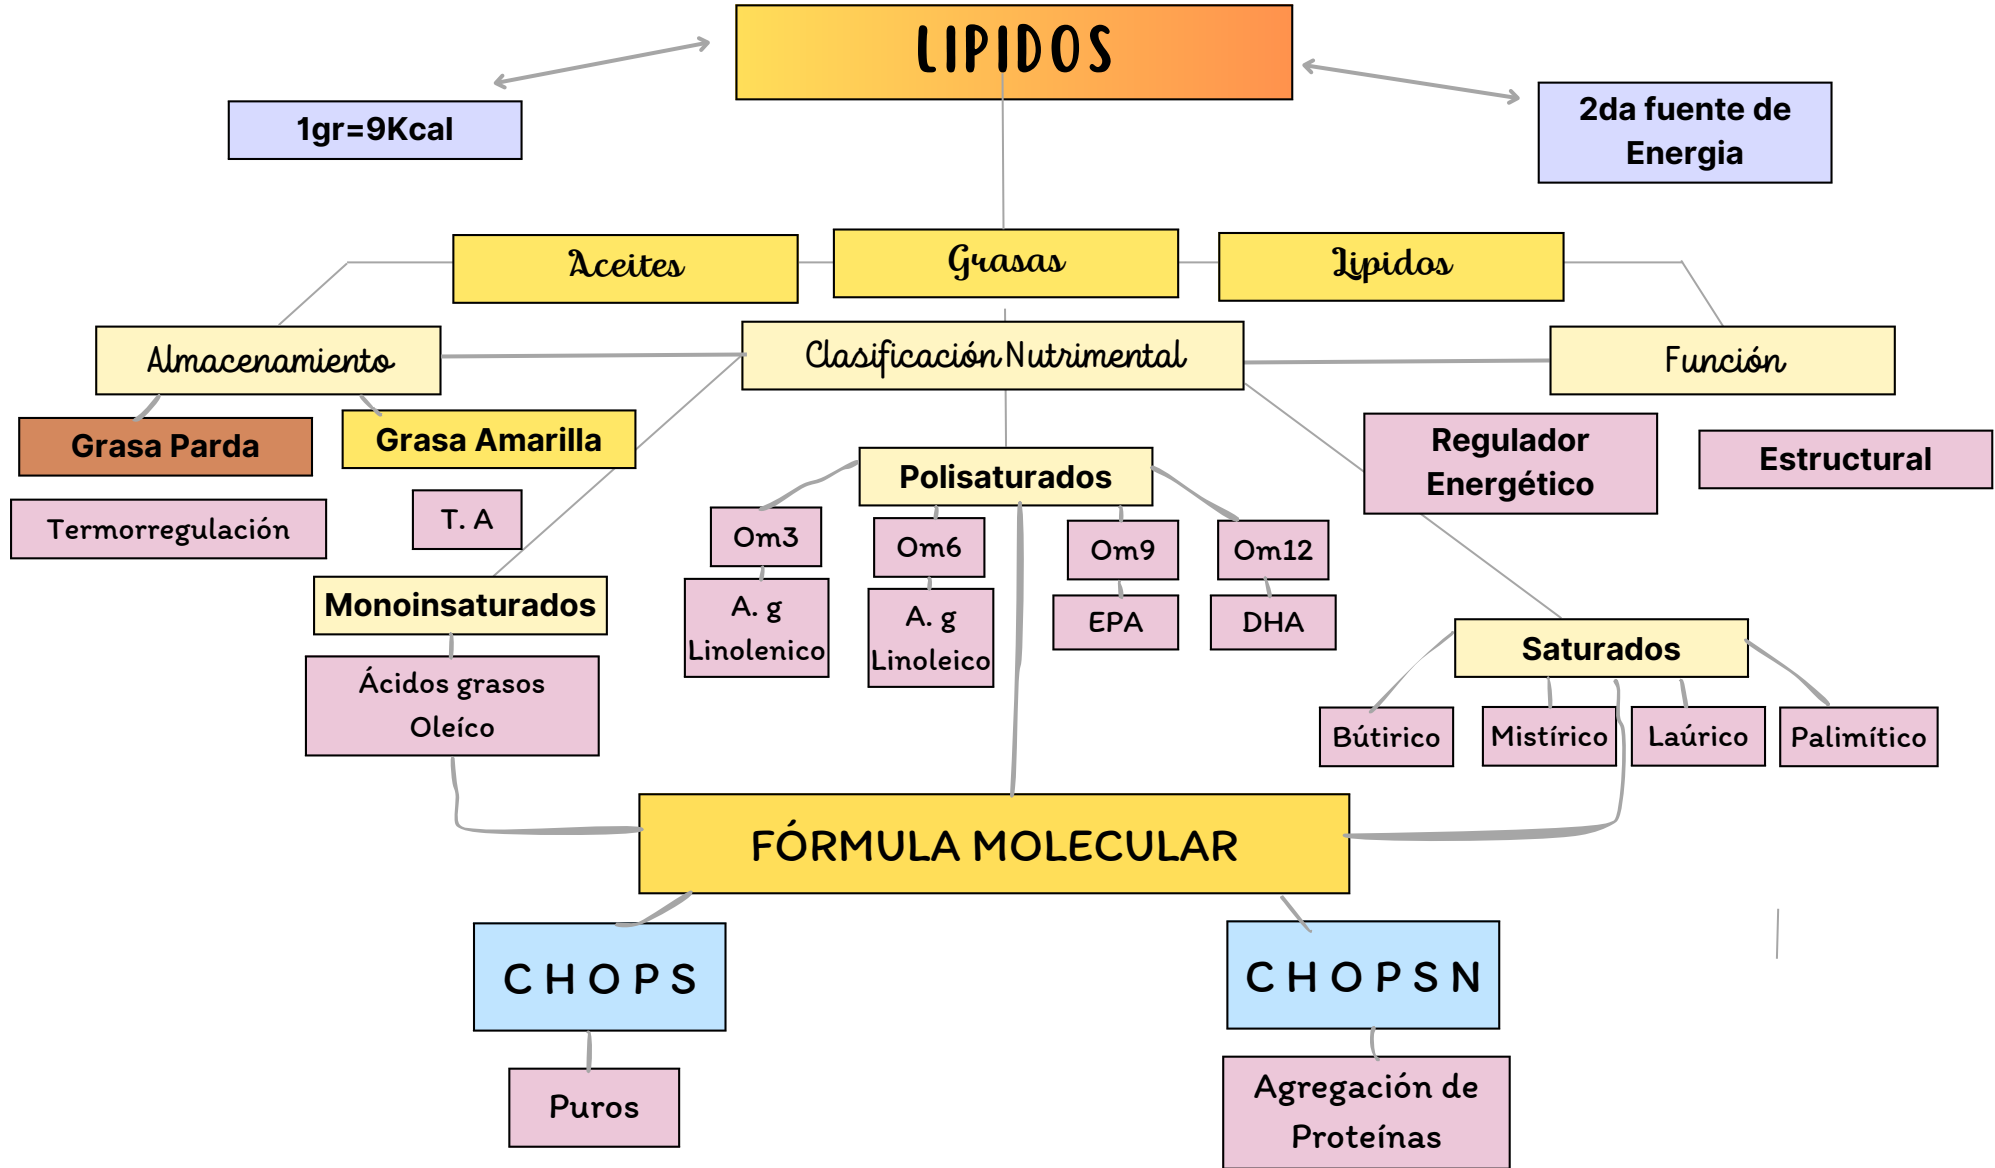 LIPIDOS
1gr=9Kcal
2da fuente de
Energia
Aceites
Grasas
Lipidos
Almacenamiento
Clasificación Nutrimental
Función
Grasa Parda
Grasa Amarilla
Regulador
Energético
Estructural
Termorregulación
T. A
Polisaturados
Om3
Om6
Om9
Om12
A. g
Linolenico
A. g
Linoleico
EPA
DHA
Monoinsaturados
Ácidos grasos
Oleíco
Saturados
Bútirico
Mistírico
Laúrico
Palimítico
FÓRMULA MOLECULAR
C H O P S
C H O P S N
Puros
Agregación de
Proteínas